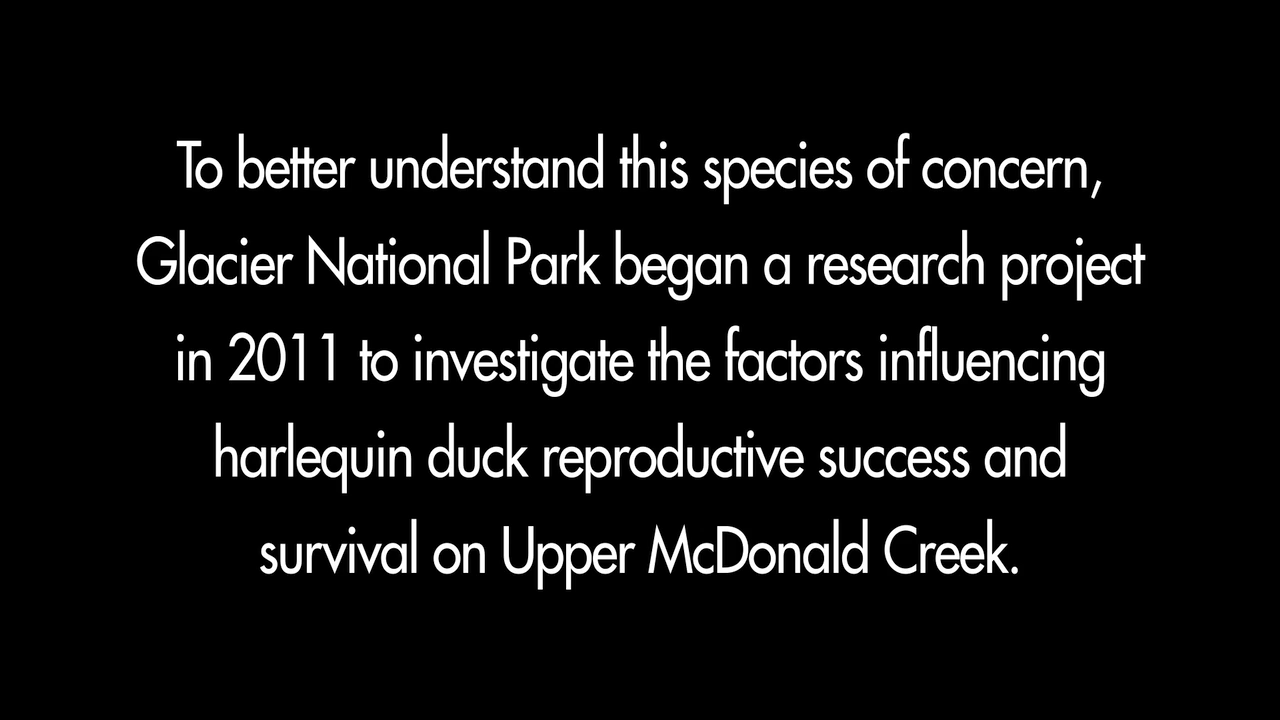 To better understand this species of concern,
Glacier National Park began a research project
in 2011 to investigate the factors influencing
harlequin duck reproductive success and
survival on Upper McDonald Creek.